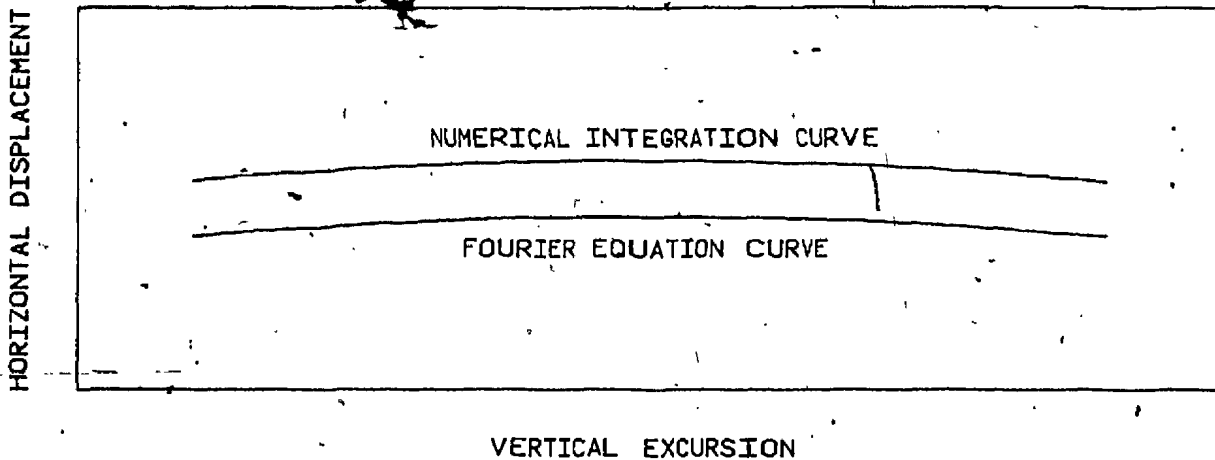 HORIZONTAL DISPLACEMENT
NUMERICAL INTEGRATION CURVE
FOURIER EQUATION CURVE
VERTICAL EXCURSION